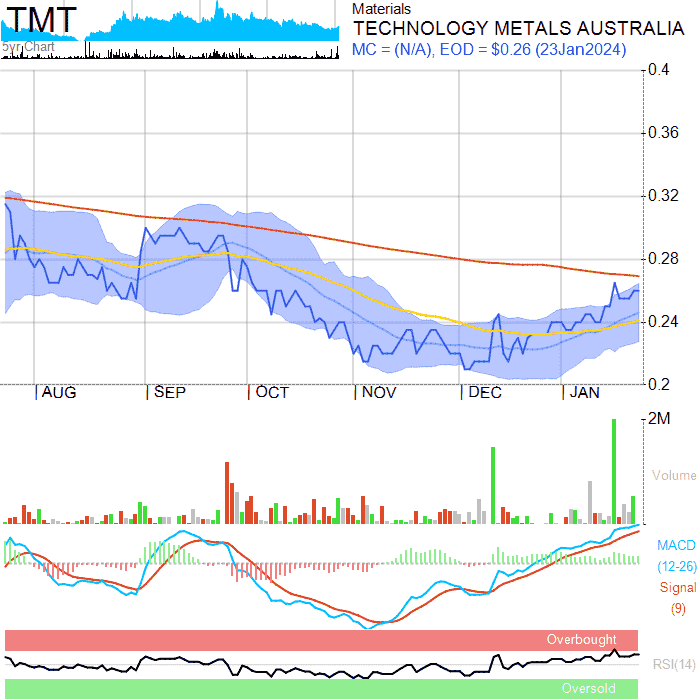 TMT
5yr Chart
Materials
TECHNOLOGY METALS AUSTRALIA
MC = (N/A), EOD = $0.26 (23Jan2024)
0.4
0.36
0.32
0.28
0.24
0.2
AUG SEP OCT NOV DEC JAN
2M
Volume
MACD
(12-26)
Signal
(9)
Overbought
RSI(14)
Oversold